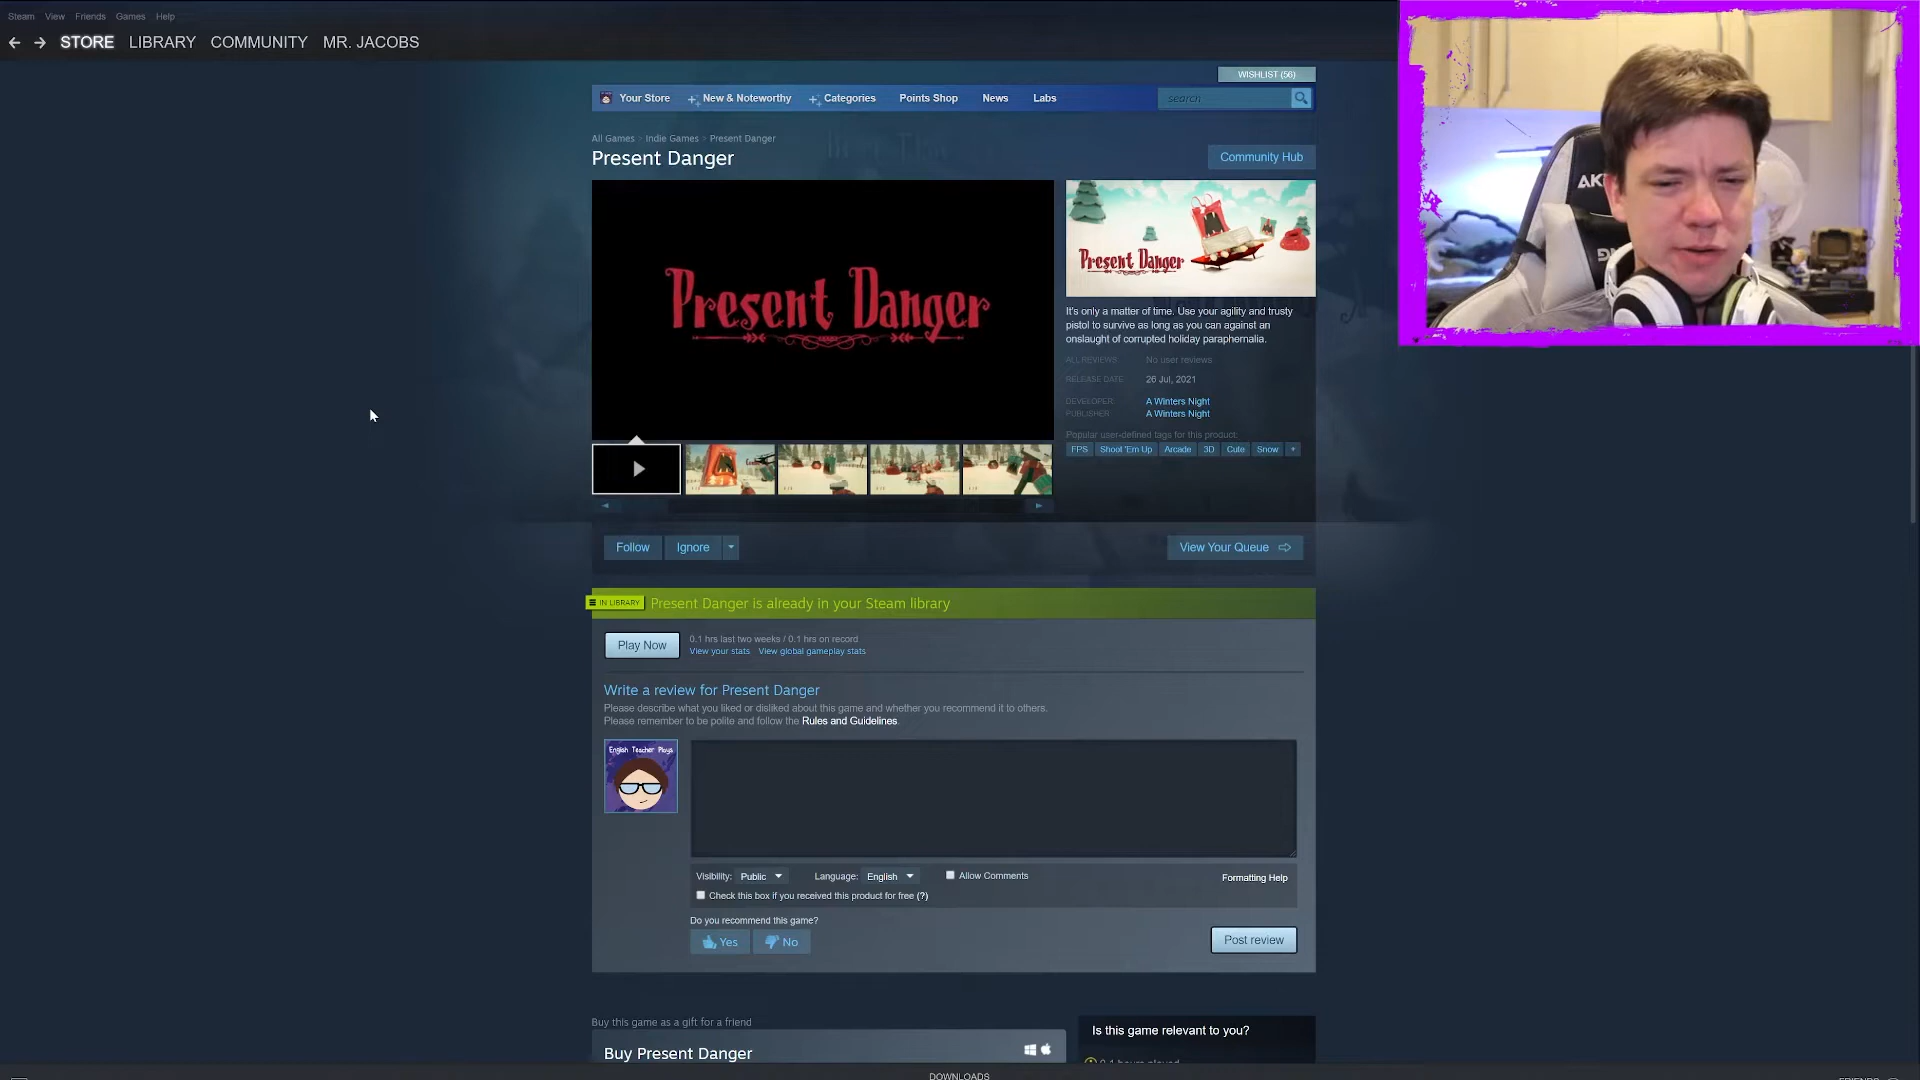 Steam View Friends Games Help
STORE LIBRARY COMMUNITY MR. JACOBS
WISHLIST (56)
Your Store New & Noteworthy Categories Points Shop News Labs search
All Games > Indie Games > Present Danger
Present Danger
Community Hub
Present Danger
Present Danger
It's only a matter of time. Use your agility and trusty
pistol to survive as long as you can against an
onslaught of corrupted holiday paraphernalia.
ALL REVIEWS: No user reviews
RELEASE DATE: 26 Jul, 2021
DEVELOPER: A Winters Night
PUBLISHER: A Winters Night
Popular user-defined tags for this product:
FPS Shoot 'Em Up Arcade 3D Cute Snow +
Follow Ignore View Your Queue
IN LIBRARY Present Danger is already in your Steam library
Play Now
0.1 hrs last two weeks / 0.1 hrs on record
View your stats View global gameplay stats
Write a review for Present Danger
Please describe what you liked or disliked about this game and whether you recommend it to others.
Please remember to be polite and follow the Rules and Guidelines.
English Teacher Plays
Visibility: Public Language: English Allow Comments Formatting Help
Check this box if you received this product for free (?)
Do you recommend this game?
Yes No Post review
Buy this game as a gift for a friend
Buy Present Danger
Is this game relevant to you?
DOWNLOADS